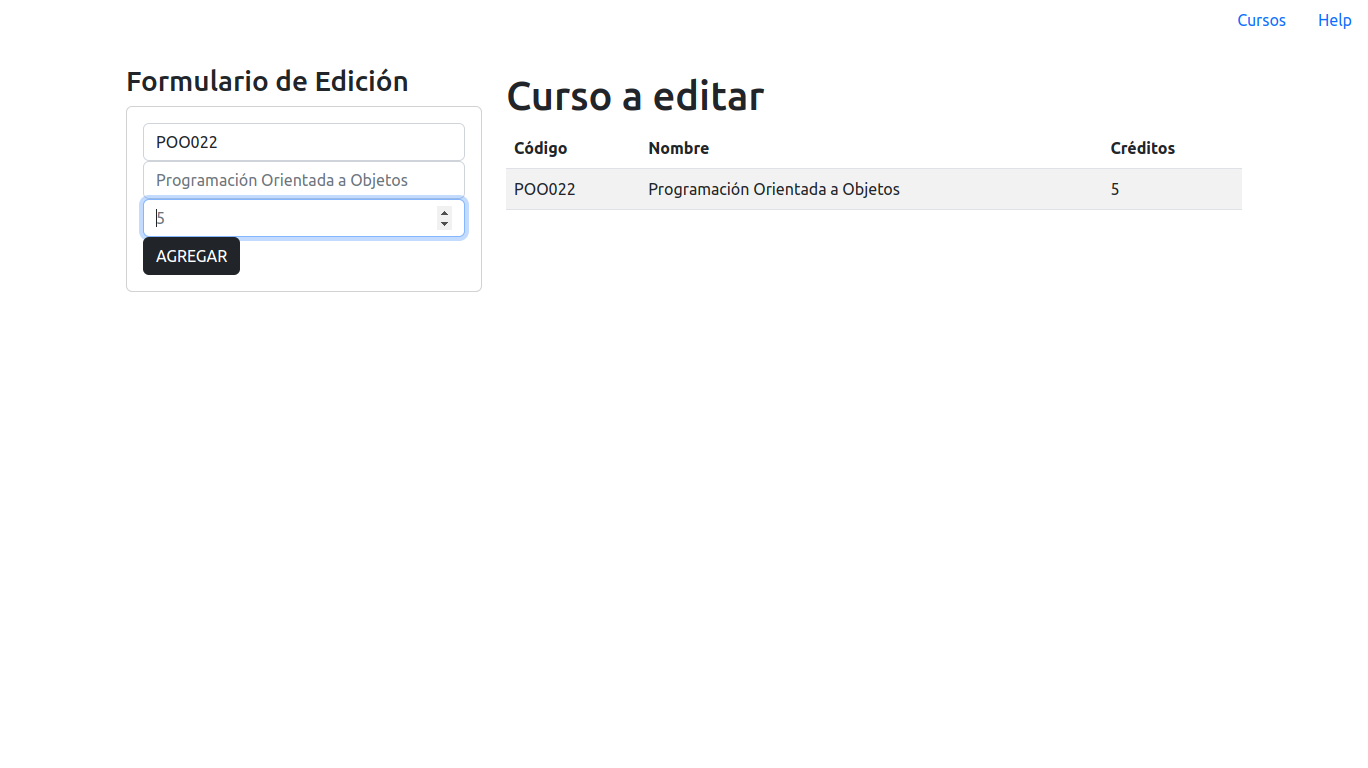 Cursos Help
Formulario de Edición
POO022
Programación Orientada a Objetos
5
AGREGAR
Curso a editar
Código Nombre Créditos
POO022 Programación Orientada a Objetos 5